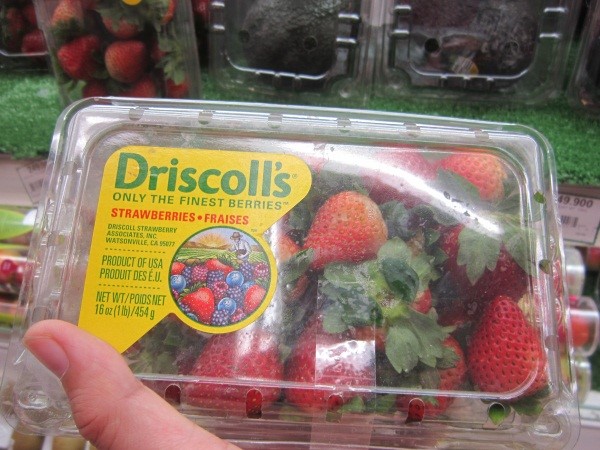 Driscoll's®
ONLY THE FINEST BERRIES™
STRAWBERRIES • FRAISES
DRISCOLL STRAWBERRY
ASSOCIATES, INC.
WATSONVILLE, CA 95077
PRODUCT OF USA
PRODUIT DES É.U.
NET WT/POIDS NET
16 oz (1 lb)/454 g
49,900